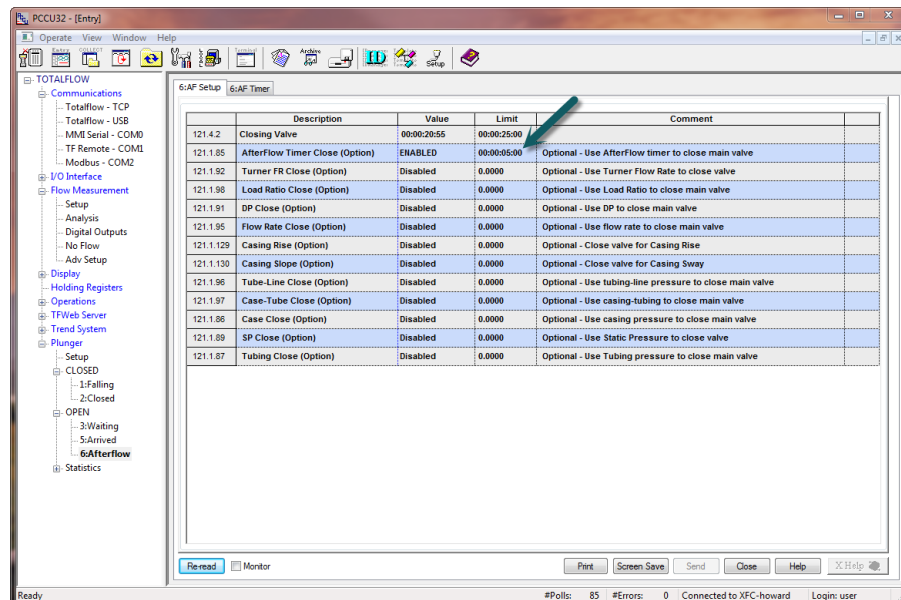 PCCU32 - [Entry]
Operate View Window Help
Entry COLLECT Terminal Archive ID Setup
TOTALFLOW
Communications
Totalflow - TCP
Totalflow - USB
MMI Serial - COM0
TF Remote - COM1
Modbus - COM2
I/O Interface
Flow Measurement
Setup
Analysis
Digital Outputs
No Flow
Adv Setup
Display
Holding Registers
Operations
TFWeb Server
Trend System
Plunger
Setup
CLOSED
1:Falling
2:Closed
OPEN
3:Waiting
5:Arrived
6:Afterflow
Statistics
6:AF Setup 6:AF Timer
Description Value Limit Comment
121.4.2 Closing Valve 00:00:20:55 00:00:25:00
121.1.85 AfterFlow Timer Close (Option) ENABLED 00:00:05:00 Optional - Use AfterFlow timer to close main valve
121.1.92 Turner FR Close (Option) Disabled 0.0000 Optional - Use Turner Flow Rate to close valve
121.1.98 Load Ratio Close (Option) Disabled 0.0000 Optional - Use Load Ratio to close main valve
121.1.91 DP Close (Option) Disabled 0.0000 Optional - Use DP to close main valve
121.1.95 Flow Rate Close (Option) Disabled 0.0000 Optional - Use flow rate to close main valve
121.1.129 Casing Rise (Option) Disabled 0.0000 Optional - Close valve for Casing Rise
121.1.130 Casing Slope (Option) Disabled 0.0000 Optional - Close valve for Casing Sway
121.1.96 Tube-Line Close (Option) Disabled 0.0000 Optional - Use tubing-line pressure to close main valve
121.1.97 Case-Tube Close (Option) Disabled 0.0000 Optional - Use casing-tubing to close main valve
121.1.86 Case Close (Option) Disabled 0.0000 Optional - Use casing pressure to close main valve
121.1.89 SP Close (Option) Disabled 0.0000 Optional - Use Static Pressure to close valve
121.1.87 Tubing Close (Option) Disabled 0.0000 Optional - Use Tubing pressure to close main valve
Re-read Monitor Print Screen Save Send Close Help X Help
Ready #Polls: 85 #Errors: 0 Connected to XFC-howard Login: user